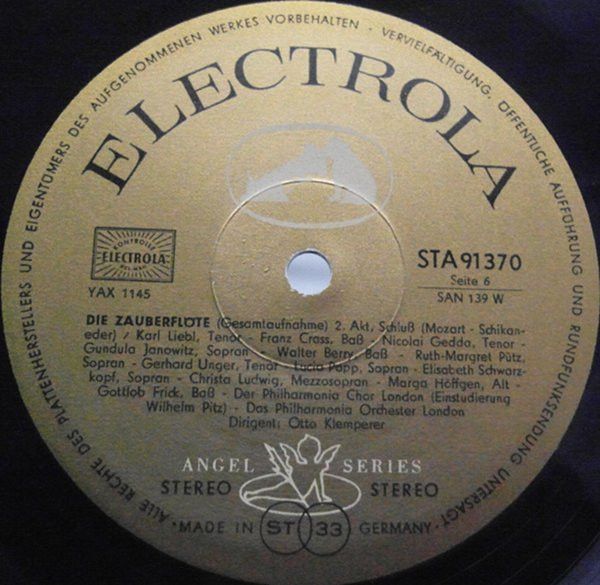 ALLE RECHTE DES PLATTENHERSTELLERS UND EIGENTÜMERS DES AUFGENOMMENEN WERKES VORBEHALTEN · VERVIELFÄLTIGUNG, ÖFFENTLICHE AUFFÜHRUNG UND RUNDFUNKSENDUNG UNTERSAGT ·
ELECTROLA
KONTROLLE
ELECTROLA
YAX 1145
STA 91370
Seite 6
SAN 139 W
DIE ZAUBERFLÖTE (Gesamtaufnahme) 2. Akt, Schluß (Mozart - Schikan-
eder) / Karl Liebl, Tenor - Franz Crass, Baß - Nicolai Gedda, Tenor -
Gundula Janowitz, Sopran - Walter Berry, Baß - Ruth-Margret Pütz,
Sopran - Gerhard Unger, Tenor - Lucia Popp, Sopran - Elisabeth Schwarz-
kopf, Sopran - Christa Ludwig, Mezzosopran - Marga Höffgen, Alt -
Gottlob Frick, Baß - Der Philharmonia Chor London (Einstudierung
Wilhelm Pitz) - Das Philharmonia Orchester London
Dirigent: Otto Klemperer
ANGEL SERIES
STEREO STEREO
· MADE IN ST 33 GERMANY ·